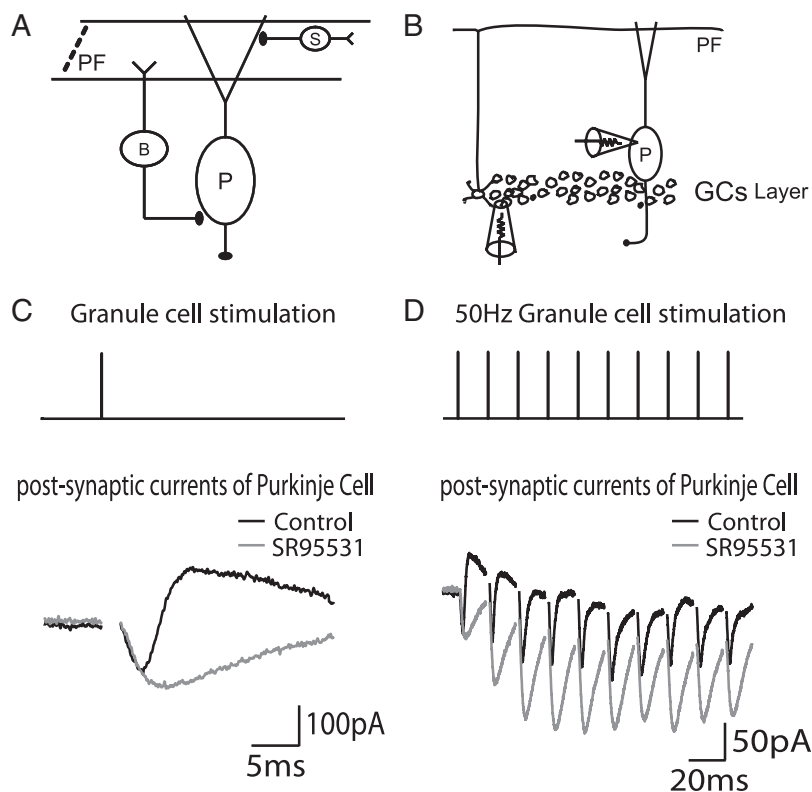 A
PF
S
B
P
B
PF
P
GCs Layer
C
Granule cell stimulation
D
50Hz Granule cell stimulation
post-synaptic currents of Purkinje Cell
Control
SR95531
100pA
5ms
post-synaptic currents of Purkinje Cell
Control
SR95531
50pA
20ms